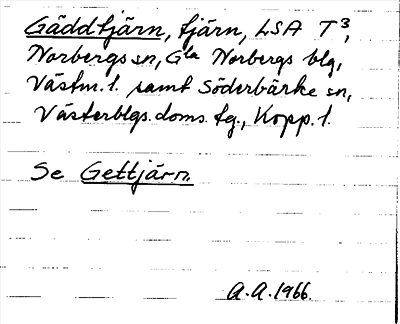 Gäddtjärn, tjärn, LSA T³,
Norbergs sn, Gla Norbergs blg,
Västm. l. samt Söderbärke sn,
Västerblgs. doms. tg., Kopp. l.
Se Gettjärn.
A.A. 1966.